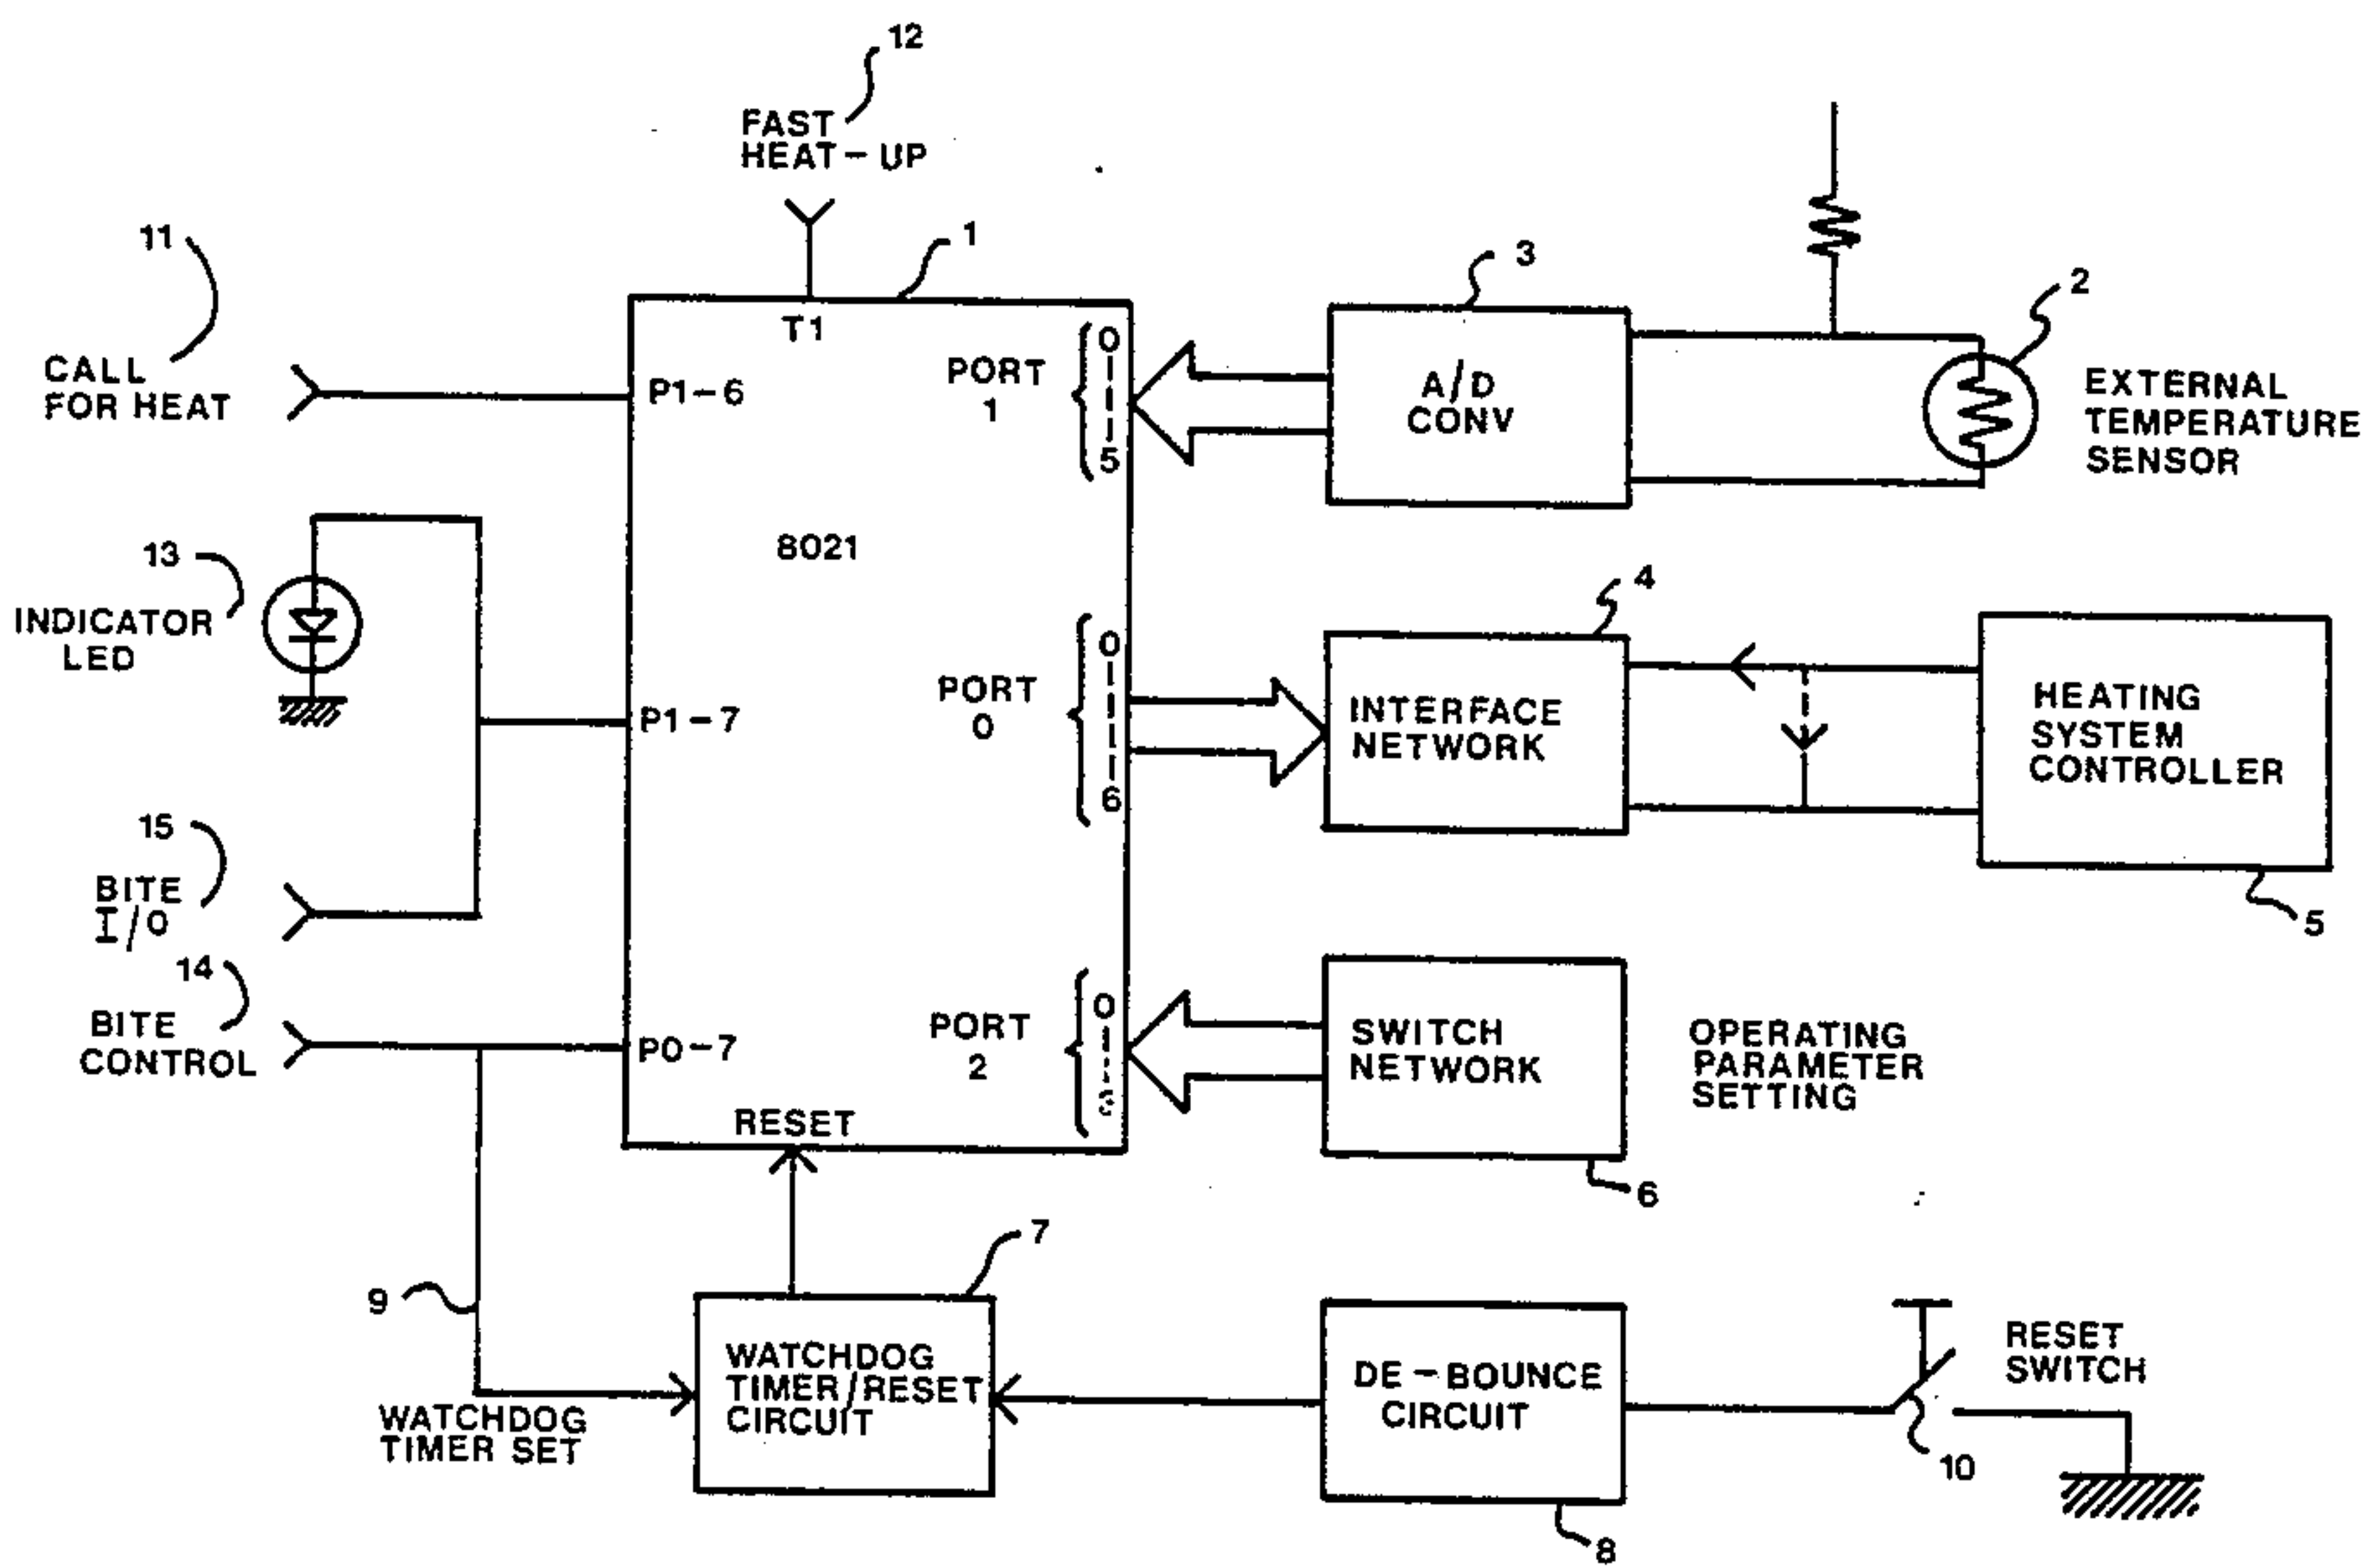 12
FAST
HEAT-UP
11
1
3
2
CALL
FOR HEAT
T1
P1-6
PORT
1
0
5
A/D
CONV
EXTERNAL
TEMPERATURE
SENSOR
13
INDICATOR
LED
8021
P1-7
PORT
0
0
6
4
INTERFACE
NETWORK
HEATING
SYSTEM
CONTROLLER
5
15
BITE
I/O
14
BITE
CONTROL
P0-7
PORT
2
0
RESET
SWITCH
NETWORK
OPERATING
PARAMETER
SETTING
6
7
9
WATCHDOG
TIMER SET
WATCHDOG
TIMER/RESET
CIRCUIT
DE-BOUNCE
CIRCUIT
8
RESET
SWITCH
10